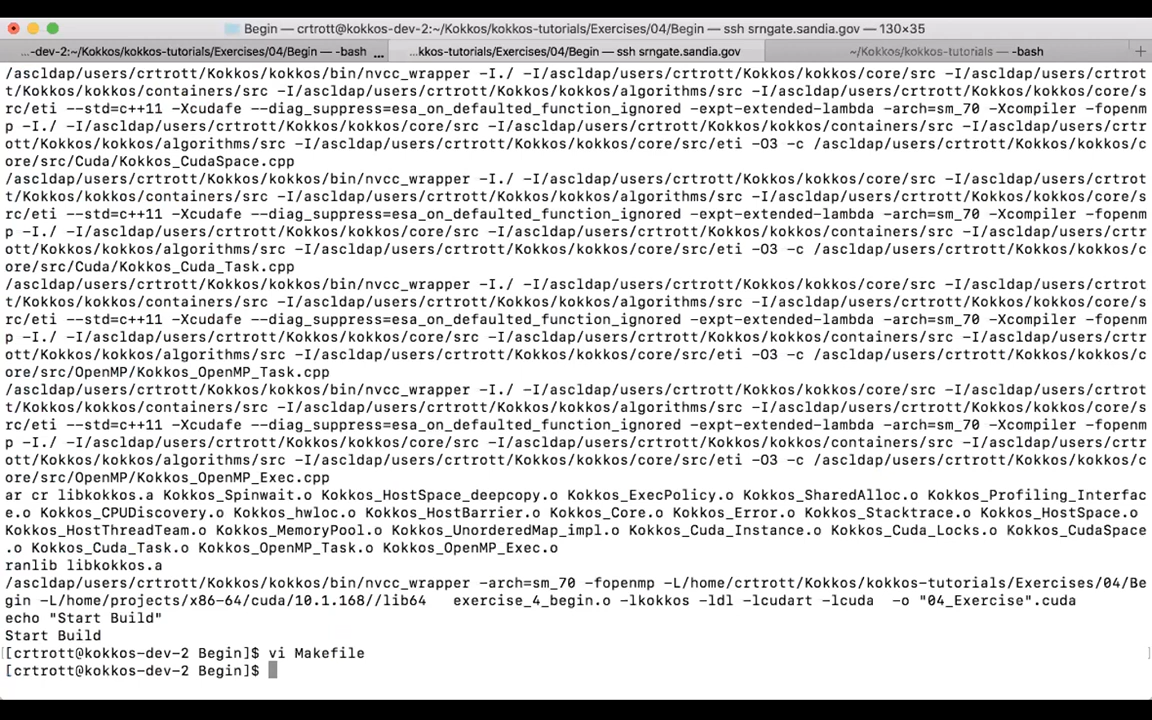 Begin — crtrott@kokkos-dev-2:~/Kokkos/kokkos-tutorials/Exercises/04/Begin — ssh srngate.sandia.gov — 130×35
...-dev-2:~/Kokkos/kokkos-tutorials/Exercises/04/Begin — -bash ... ...kkos-tutorials/Exercises/04/Begin — ssh srngate.sandia.gov ~/Kokkos/kokkos-tutorials — -bash +
/ascldap/users/crtrott/Kokkos/kokkos/bin/nvcc_wrapper -I./ -I/ascldap/users/crtrott/Kokkos/kokkos/core/src -I/ascldap/users/crtrot
t/Kokkos/kokkos/containers/src -I/ascldap/users/crtrott/Kokkos/kokkos/algorithms/src -I/ascldap/users/crtrott/Kokkos/kokkos/core/s
rc/eti --std=c++11 -Xcudafe --diag_suppress=esa_on_defaulted_function_ignored -expt-extended-lambda -arch=sm_70 -Xcompiler -fopenm
p -I./ -I/ascldap/users/crtrott/Kokkos/kokkos/core/src -I/ascldap/users/crtrott/Kokkos/kokkos/containers/src -I/ascldap/users/crtr
ott/Kokkos/kokkos/algorithms/src -I/ascldap/users/crtrott/Kokkos/kokkos/core/src/eti -O3 -c /ascldap/users/crtrott/Kokkos/kokkos/c
ore/src/Cuda/Kokkos_CudaSpace.cpp
/ascldap/users/crtrott/Kokkos/kokkos/bin/nvcc_wrapper -I./ -I/ascldap/users/crtrott/Kokkos/kokkos/core/src -I/ascldap/users/crtrot
t/Kokkos/kokkos/containers/src -I/ascldap/users/crtrott/Kokkos/kokkos/algorithms/src -I/ascldap/users/crtrott/Kokkos/kokkos/core/s
rc/eti --std=c++11 -Xcudafe --diag_suppress=esa_on_defaulted_function_ignored -expt-extended-lambda -arch=sm_70 -Xcompiler -fopenm
p -I./ -I/ascldap/users/crtrott/Kokkos/kokkos/core/src -I/ascldap/users/crtrott/Kokkos/kokkos/containers/src -I/ascldap/users/crtr
ott/Kokkos/kokkos/algorithms/src -I/ascldap/users/crtrott/Kokkos/kokkos/core/src/eti -O3 -c /ascldap/users/crtrott/Kokkos/kokkos/c
ore/src/Cuda/Kokkos_Cuda_Task.cpp
/ascldap/users/crtrott/Kokkos/kokkos/bin/nvcc_wrapper -I./ -I/ascldap/users/crtrott/Kokkos/kokkos/core/src -I/ascldap/users/crtrot
t/Kokkos/kokkos/containers/src -I/ascldap/users/crtrott/Kokkos/kokkos/algorithms/src -I/ascldap/users/crtrott/Kokkos/kokkos/core/s
rc/eti --std=c++11 -Xcudafe --diag_suppress=esa_on_defaulted_function_ignored -expt-extended-lambda -arch=sm_70 -Xcompiler -fopenm
p -I./ -I/ascldap/users/crtrott/Kokkos/kokkos/core/src -I/ascldap/users/crtrott/Kokkos/kokkos/containers/src -I/ascldap/users/crtr
ott/Kokkos/kokkos/algorithms/src -I/ascldap/users/crtrott/Kokkos/kokkos/core/src/eti -O3 -c /ascldap/users/crtrott/Kokkos/kokkos/c
ore/src/OpenMP/Kokkos_OpenMP_Task.cpp
/ascldap/users/crtrott/Kokkos/kokkos/bin/nvcc_wrapper -I./ -I/ascldap/users/crtrott/Kokkos/kokkos/core/src -I/ascldap/users/crtrot
t/Kokkos/kokkos/containers/src -I/ascldap/users/crtrott/Kokkos/kokkos/algorithms/src -I/ascldap/users/crtrott/Kokkos/kokkos/core/s
rc/eti --std=c++11 -Xcudafe --diag_suppress=esa_on_defaulted_function_ignored -expt-extended-lambda -arch=sm_70 -Xcompiler -fopenm
p -I./ -I/ascldap/users/crtrott/Kokkos/kokkos/core/src -I/ascldap/users/crtrott/Kokkos/kokkos/containers/src -I/ascldap/users/crtr
ott/Kokkos/kokkos/algorithms/src -I/ascldap/users/crtrott/Kokkos/kokkos/core/src/eti -O3 -c /ascldap/users/crtrott/Kokkos/kokkos/c
ore/src/OpenMP/Kokkos_OpenMP_Exec.cpp
ar cr libkokkos.a Kokkos_Spinwait.o Kokkos_HostSpace_deepcopy.o Kokkos_ExecPolicy.o Kokkos_SharedAlloc.o Kokkos_Profiling_Interfac
e.o Kokkos_CPUDiscovery.o Kokkos_hwloc.o Kokkos_HostBarrier.o Kokkos_Core.o Kokkos_Error.o Kokkos_Stacktrace.o Kokkos_HostSpace.o 
Kokkos_HostThreadTeam.o Kokkos_MemoryPool.o Kokkos_UnorderedMap_impl.o Kokkos_Cuda_Instance.o Kokkos_Cuda_Locks.o Kokkos_CudaSpace
.o Kokkos_Cuda_Task.o Kokkos_OpenMP_Task.o Kokkos_OpenMP_Exec.o
ranlib libkokkos.a
/ascldap/users/crtrott/Kokkos/kokkos/bin/nvcc_wrapper -arch=sm_70 -fopenmp -L/home/crtrott/Kokkos/kokkos-tutorials/Exercises/04/Be
gin -L/home/projects/x86-64/cuda/10.1.168//lib64   exercise_4_begin.o -lkokkos -ldl -lcudart -lcuda  -o "04_Exercise".cuda
echo "Start Build"
Start Build
[crtrott@kokkos-dev-2 Begin]$ vi Makefile
[crtrott@kokkos-dev-2 Begin]$